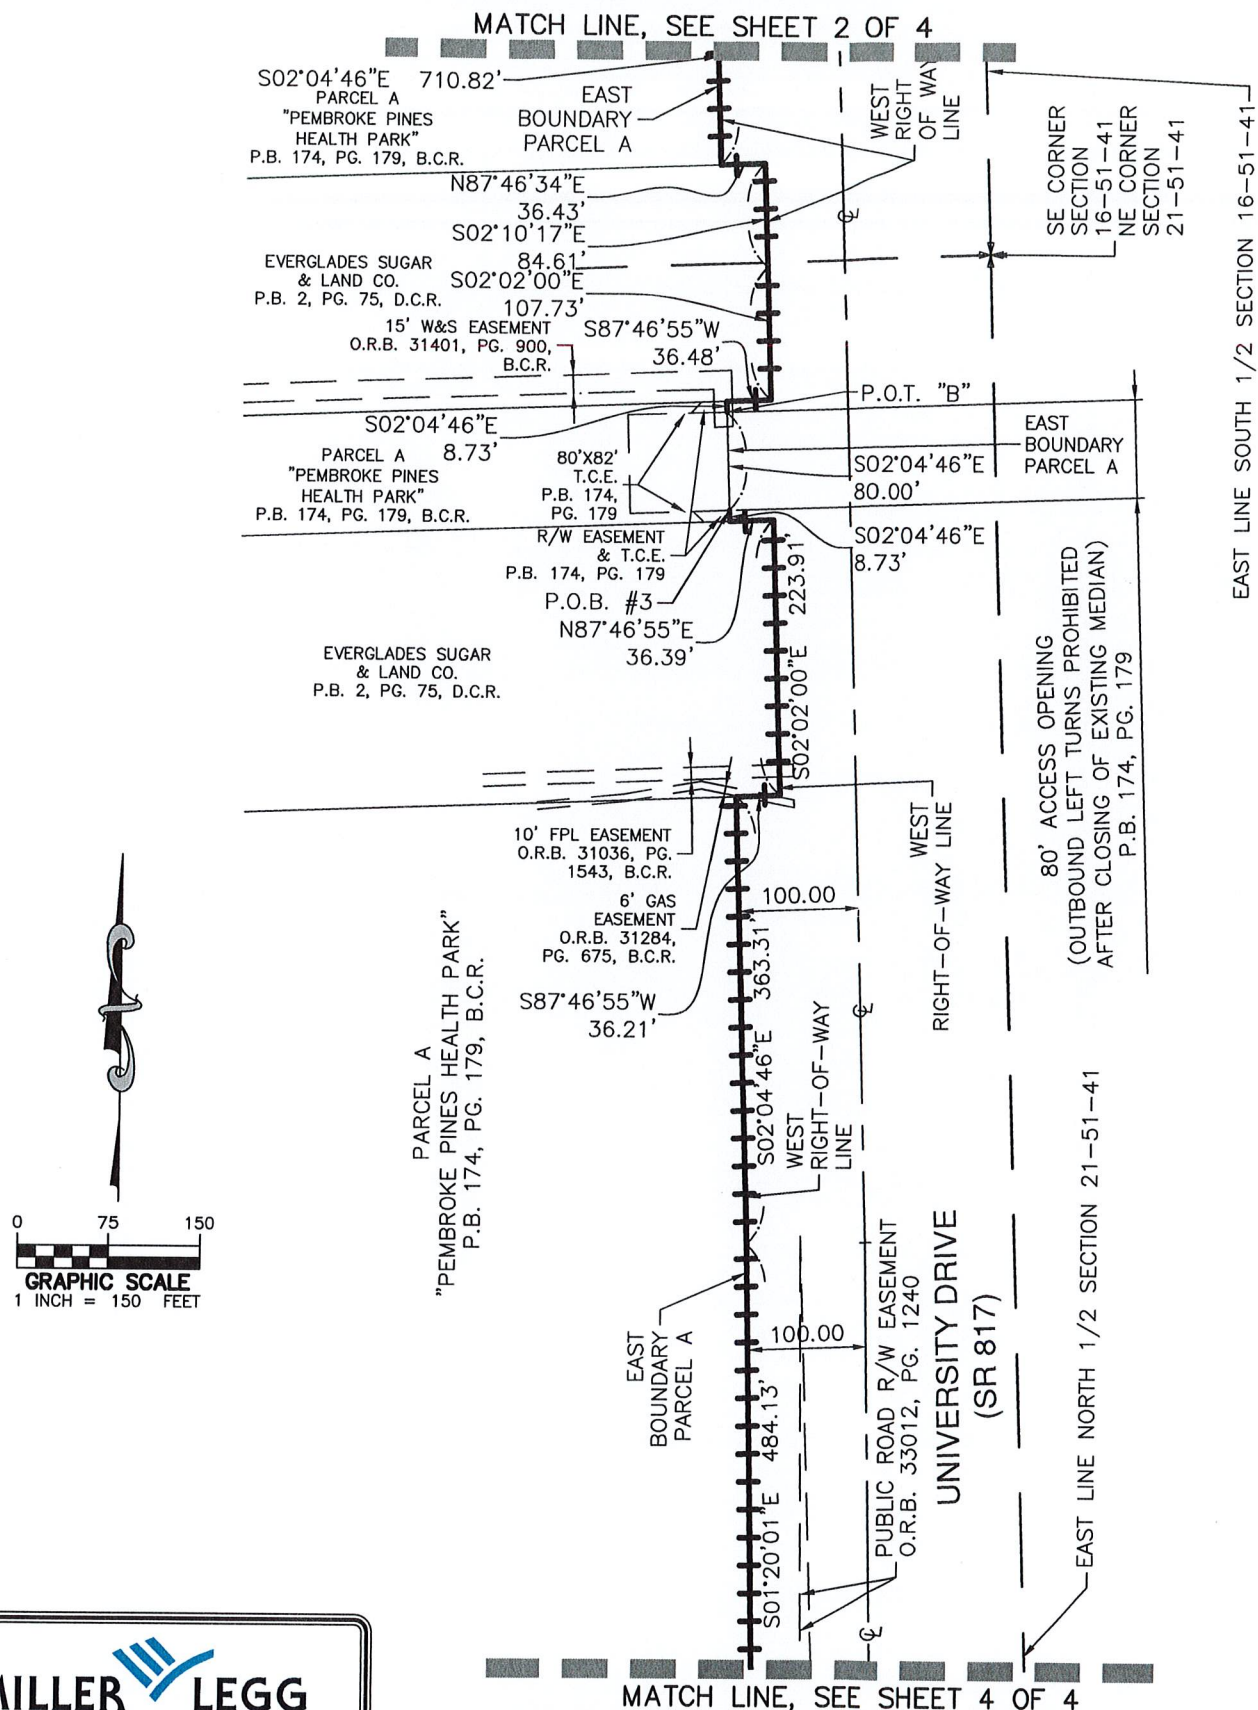 MATCH LINE, SEE SHEET 2 OF 4
S02°04'46"E 710.82'
PARCEL A
"PEMBROKE PINES
HEALTH PARK"
P.B. 174, PG. 179, B.C.R.
EAST
BOUNDARY
PARCEL A
WEST
RIGHT
OF WAY
LINE
SE CORNER
SECTION
16-51-41
NE CORNER
SECTION
21-51-41
EAST LINE SOUTH 1/2 SECTION 16-51-41
N87°46'34"E
36.43'
S02°10'17"E
84.61'
EVERGLADES SUGAR
& LAND CO.
P.B. 2, PG. 75, D.C.R.
S02°02'00"E
107.73'
15' W&S EASEMENT
O.R.B. 31401, PG. 900,
B.C.R.
S87°46'55"W
36.48'
P.O.T. "B"
S02°04'46"E
8.73'
EAST
BOUNDARY
PARCEL A
PARCEL A
"PEMBROKE PINES
HEALTH PARK"
P.B. 174, PG. 179, B.C.R.
80'X82'
T.C.E.
P.B. 174,
PG. 179
S02°04'46"E
80.00'
R/W EASEMENT
& T.C.E.
P.B. 174, PG. 179
S02°04'46"E
8.73'
P.O.B. #3
N87°46'55"E
36.39'
S02°02'00"E 223.91'
EVERGLADES SUGAR
& LAND CO.
P.B. 2, PG. 75, D.C.R.
80' ACCESS OPENING
(OUTBOUND LEFT TURNS PROHIBITED
AFTER CLOSING OF EXISTING MEDIAN)
P.B. 174, PG. 179
WEST
RIGHT-OF-WAY LINE
10' FPL EASEMENT
O.R.B. 31036, PG.
1543, B.C.R.
6' GAS
EASEMENT
O.R.B. 31284,
PG. 675, B.C.R.
100.00
S87°46'55"W
36.21'
S02°04'46"E 363.31'
PARCEL A
"PEMBROKE PINES HEALTH PARK"
P.B. 174, PG. 179, B.C.R.
WEST
RIGHT-OF-WAY
LINE
0 75 150
GRAPHIC SCALE
1 INCH = 150 FEET
EAST
BOUNDARY
PARCEL A
100.00
S01°20'01"E 484.13'
PUBLIC ROAD R/W EASEMENT
O.R.B. 33012, PG. 1240
UNIVERSITY DRIVE
(SR 817)
EAST LINE NORTH 1/2 SECTION 21-51-41
MILLER LEGG
MATCH LINE, SEE SHEET 4 OF 4